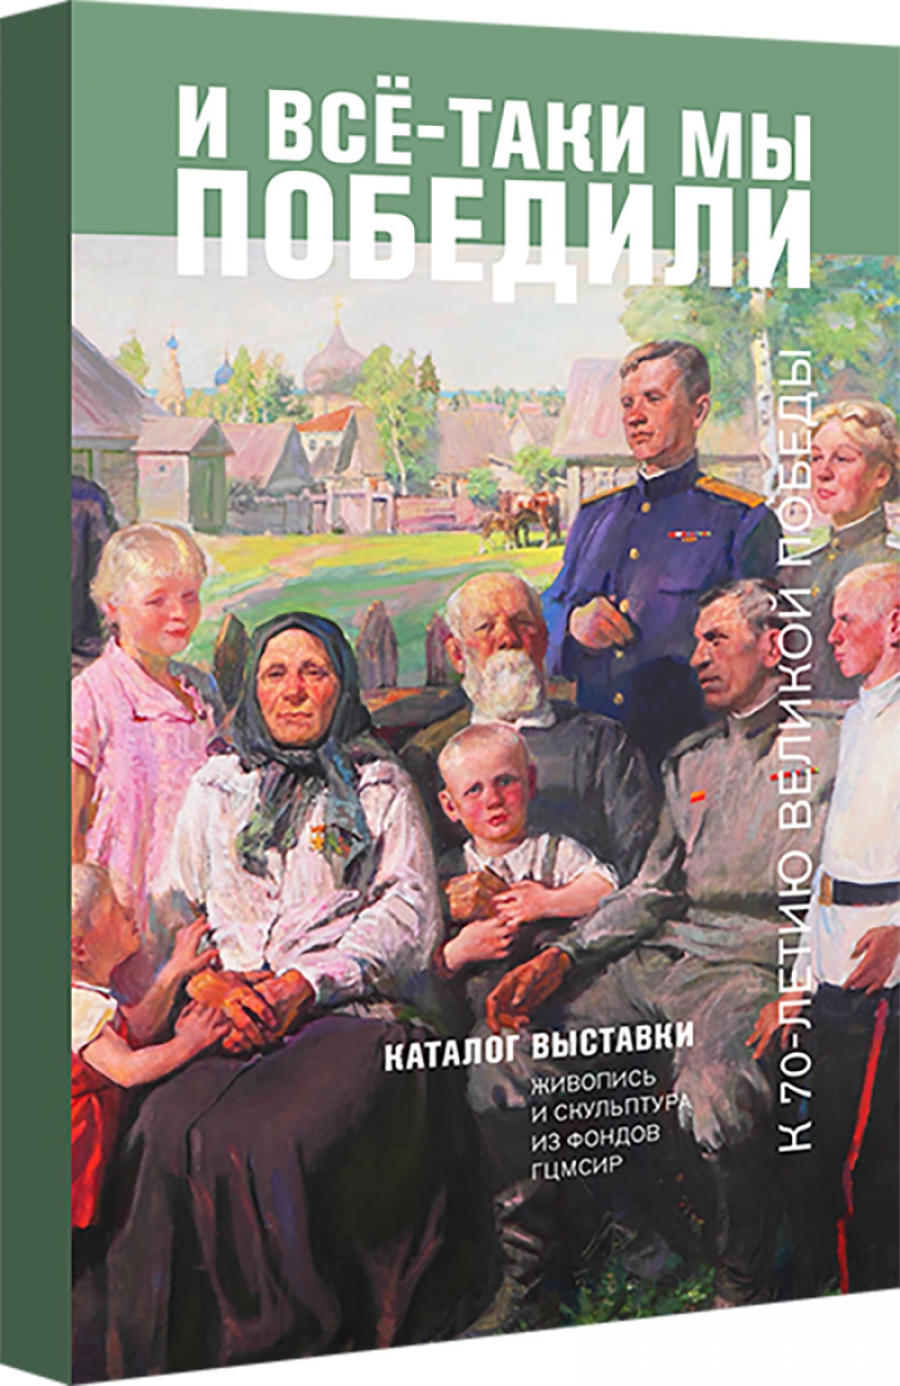 И ВСЁ-ТАКИ МЫ
ПОБЕДИЛИ
К 70-ЛЕТИЮ ВЕЛИКОЙ ПОБЕДЫ
КАТАЛОГ ВЫСТАВКИ
ЖИВОПИСЬ
И СКУЛЬПТУРА
ИЗ ФОНДОВ
ГЦМСИР